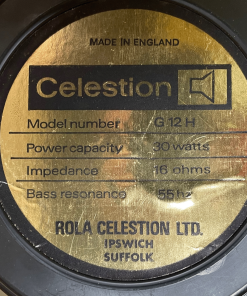 MADE IN ENGLAND
Celestion
Model number G 12 H
Power capacity 30 watts
Impedance 16 ohms
Bass resonance 55 hz
ROLA CELESTION LTD.
IPSWICH
SUFFOLK